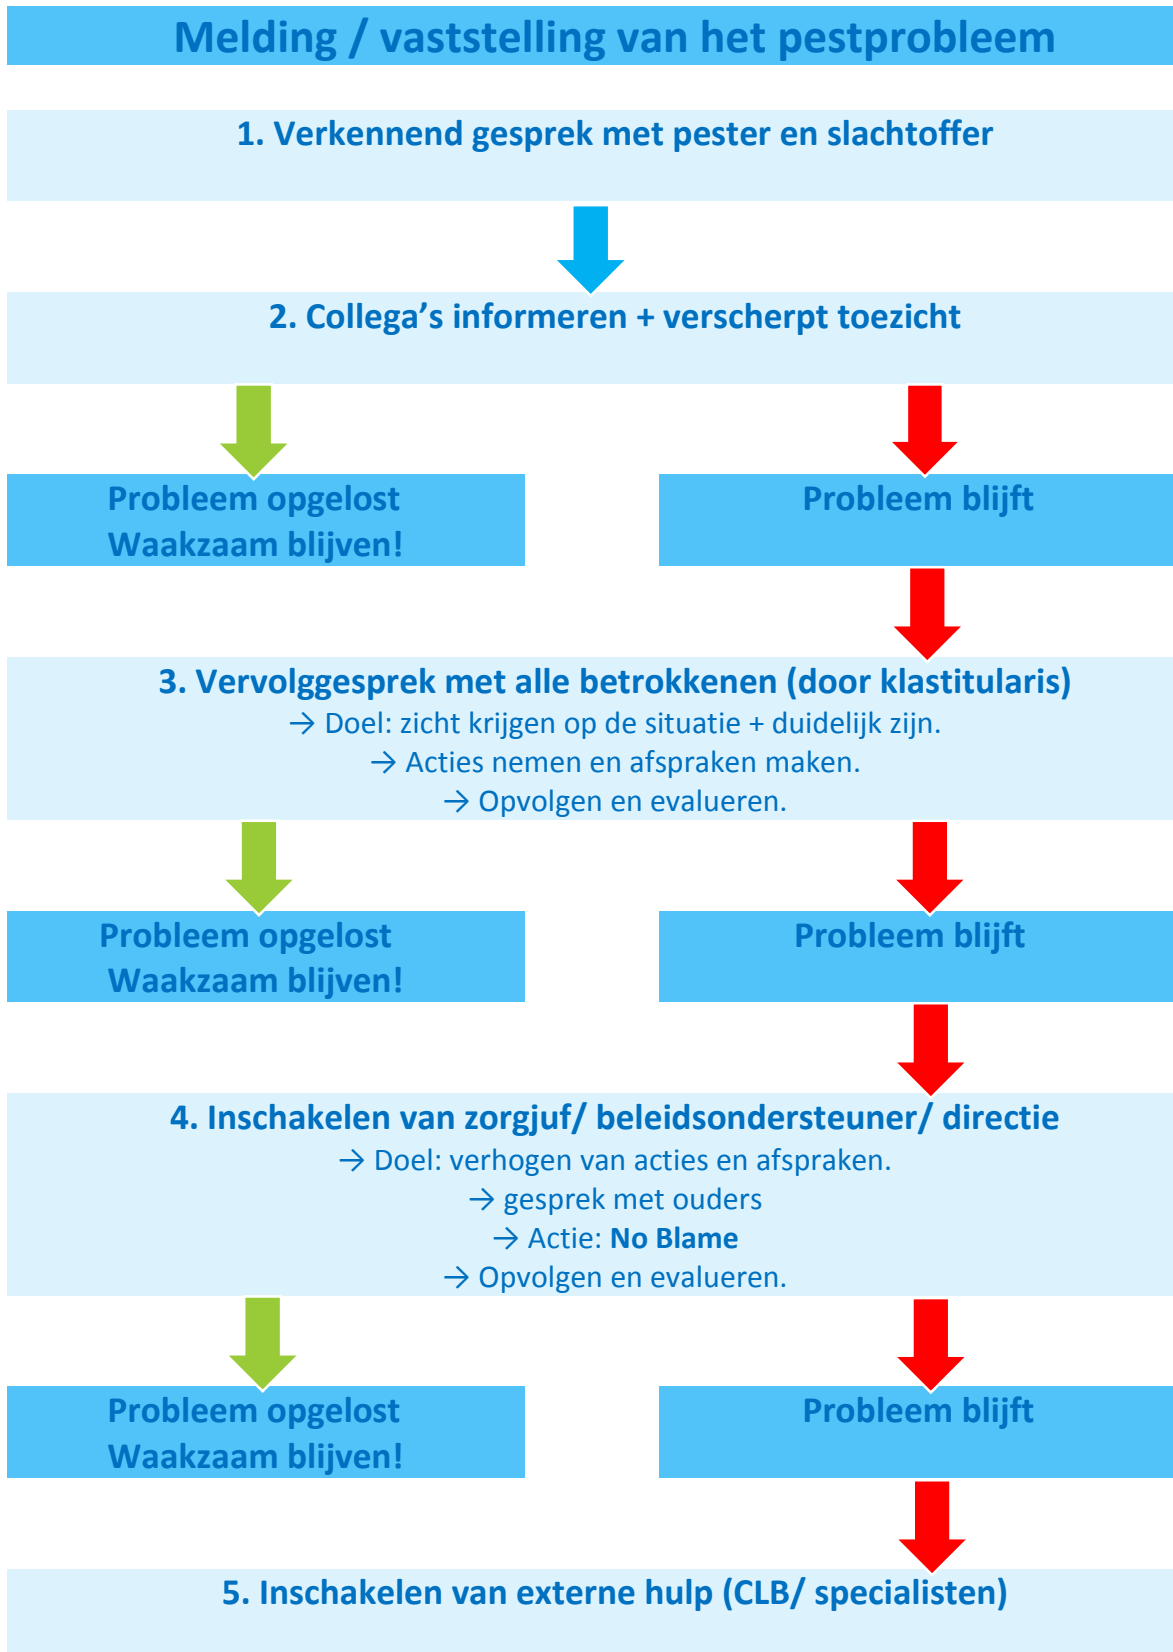 Melding / vaststelling van het pestprobleem
1. Verkennend gesprek met pester en slachtoffer
2. Collega's informeren + verscherpt toezicht
Probleem opgelost
Waakzaam blijven!
Probleem blijft
3. Vervolggesprek met alle betrokkenen (door klastitularis)
→ Doel: zicht krijgen op de situatie + duidelijk zijn.
→ Acties nemen en afspraken maken.
→ Opvolgen en evalueren.
Probleem opgelost
Waakzaam blijven!
Probleem blijft
4. Inschakelen van zorgjuf/ beleidsondersteuner/ directie
→ Doel: verhogen van acties en afspraken.
→ gesprek met ouders
→ Actie: No Blame
→ Opvolgen en evalueren.
Probleem opgelost
Waakzaam blijven!
Probleem blijft
5. Inschakelen van externe hulp (CLB/ specialisten)